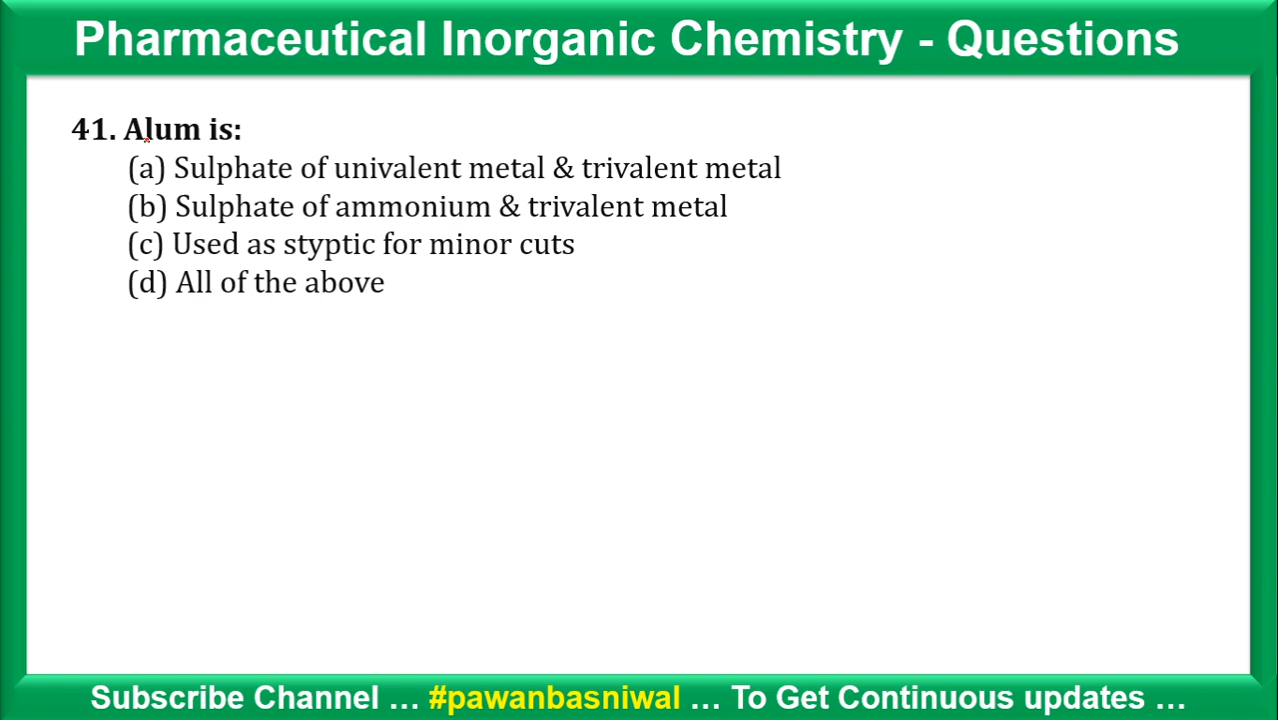 Pharmaceutical Inorganic Chemistry - Questions
41. Alum is:
(a) Sulphate of univalent metal & trivalent metal
(b) Sulphate of ammonium & trivalent metal
(c) Used as styptic for minor cuts
(d) All of the above
Subscribe Channel ... #pawanbasniwal ... To Get Continuous updates ...